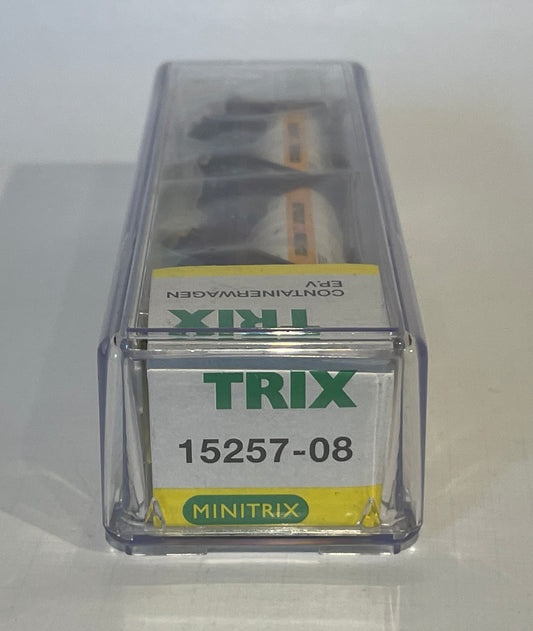 CONTAINERWAGEN
EP.V
TRIX
TRIX
15257-08
MINITRIX